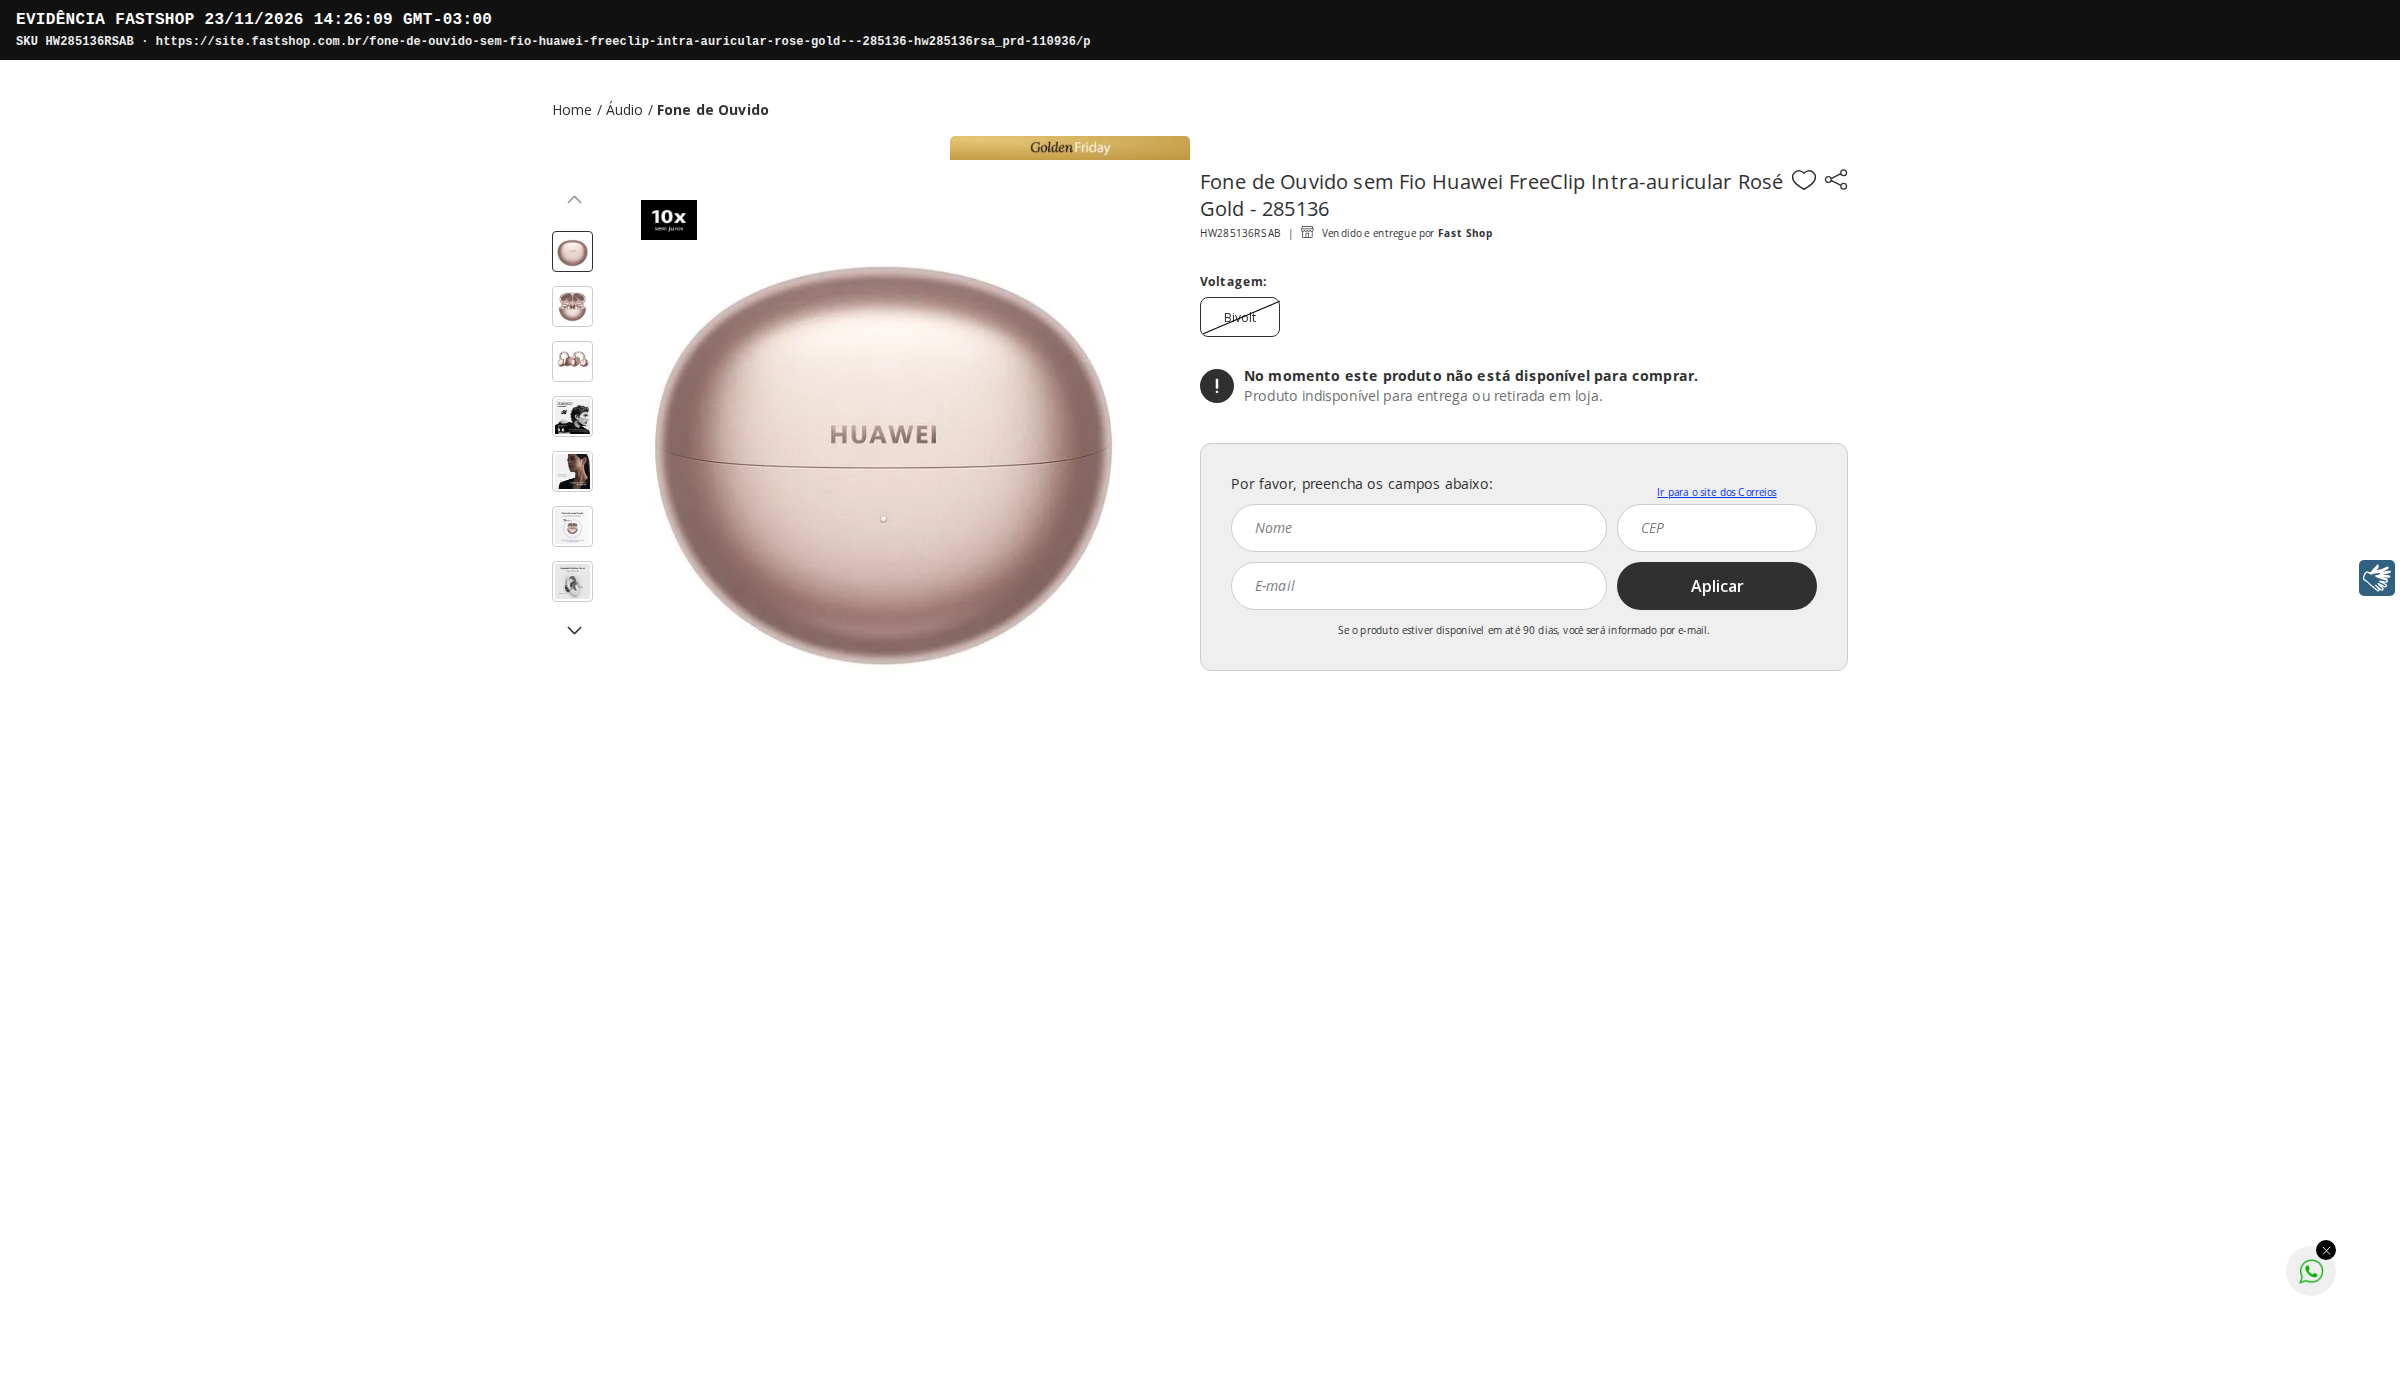 EVIDÊNCIA FASTSHOP 23/11/2026 14:26:09 GMT-03:00
SKU HW285136RSAB · https://site.fastshop.com.br/fone-de-ouvido-sem-fio-huawei-freeclip-intra-auricular-rose-gold---285136-hw285136rsa_prd-110936/p
Home / Áudio / Fone de Ouvido
Golden Friday
Fone de Ouvido sem Fio Huawei FreeClip Intra-auricular Rosé
Gold - 285136
HW285136RSAB | Vendido e entregue por Fast Shop
10x
sem juros
HUAWEI
Voltagem:
Bivolt
No momento este produto não está disponível para comprar.
Produto indisponível para entrega ou retirada em loja.
Por favor, preencha os campos abaixo:
Ir para o site dos Correios
Nome
CEP
E-mail
Aplicar
Se o produto estiver disponível em até 90 dias, você será informado por e-mail.